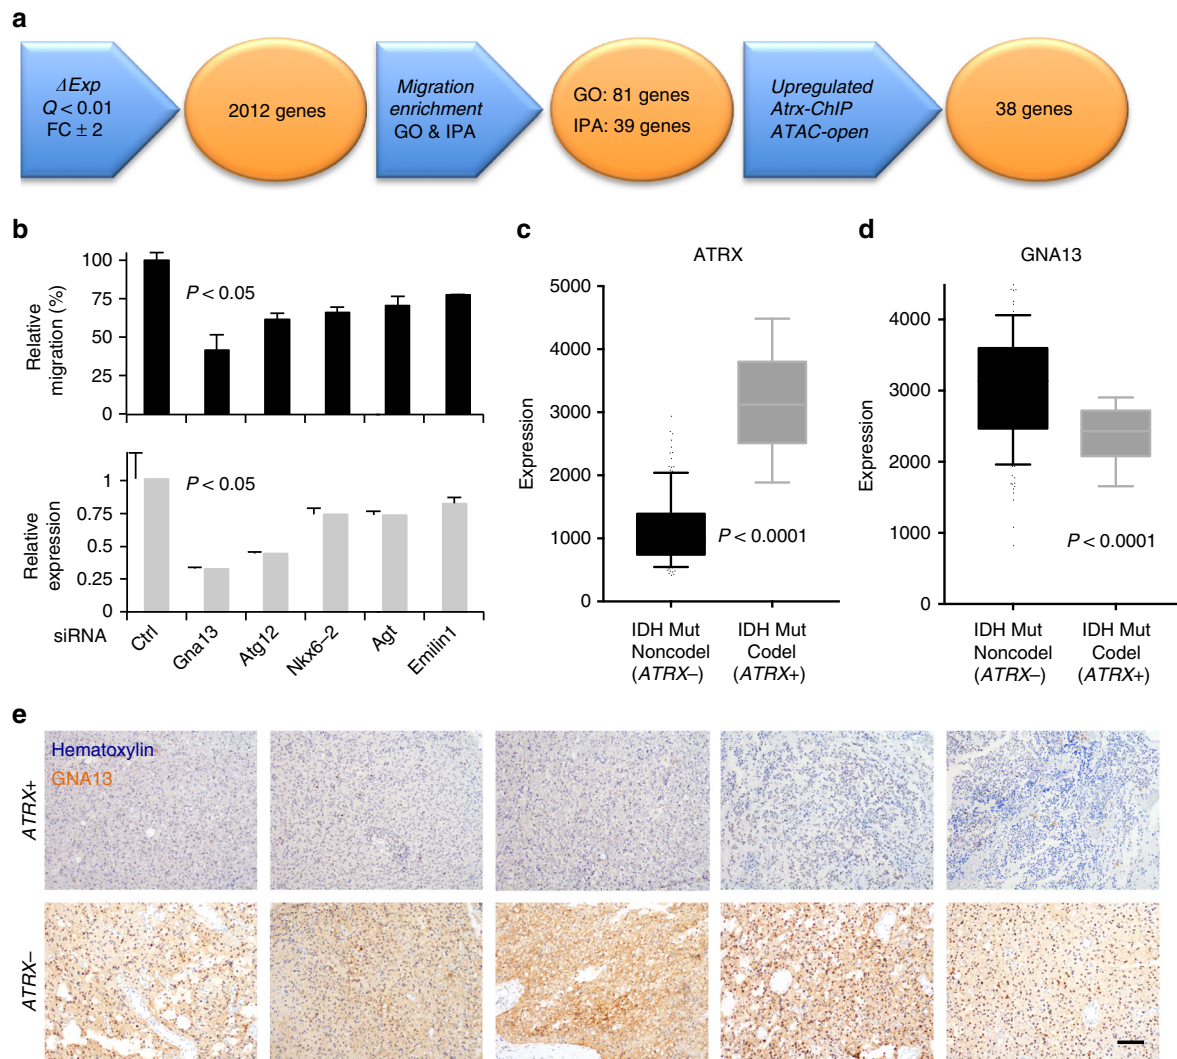 a
ΔExp
Q < 0.01
FC ± 2
2012 genes
Migration
enrichment
GO & IPA
GO: 81 genes
IPA: 39 genes
Upregulated
Atrx-ChIP
ATAC-open
38 genes
b
Relative
migration (%)
100
75
50
25
0
P < 0.05
Relative
expression
1
0.75
0.5
0.25
0
P < 0.05
siRNA
Ctrl
Gna13
Atg12
Nkx6–2
Agt
Emilin1
c
ATRX
Expression
5000
4000
3000
2000
1000
0
P < 0.0001
IDH Mut
Noncodel
(ATRX–)
IDH Mut
Codel
(ATRX+)
d
GNA13
Expression
4000
3000
2000
1000
0
P < 0.0001
IDH Mut
Noncodel
(ATRX–)
IDH Mut
Codel
(ATRX+)
e
Hematoxylin
GNA13
ATRX+
ATRX–